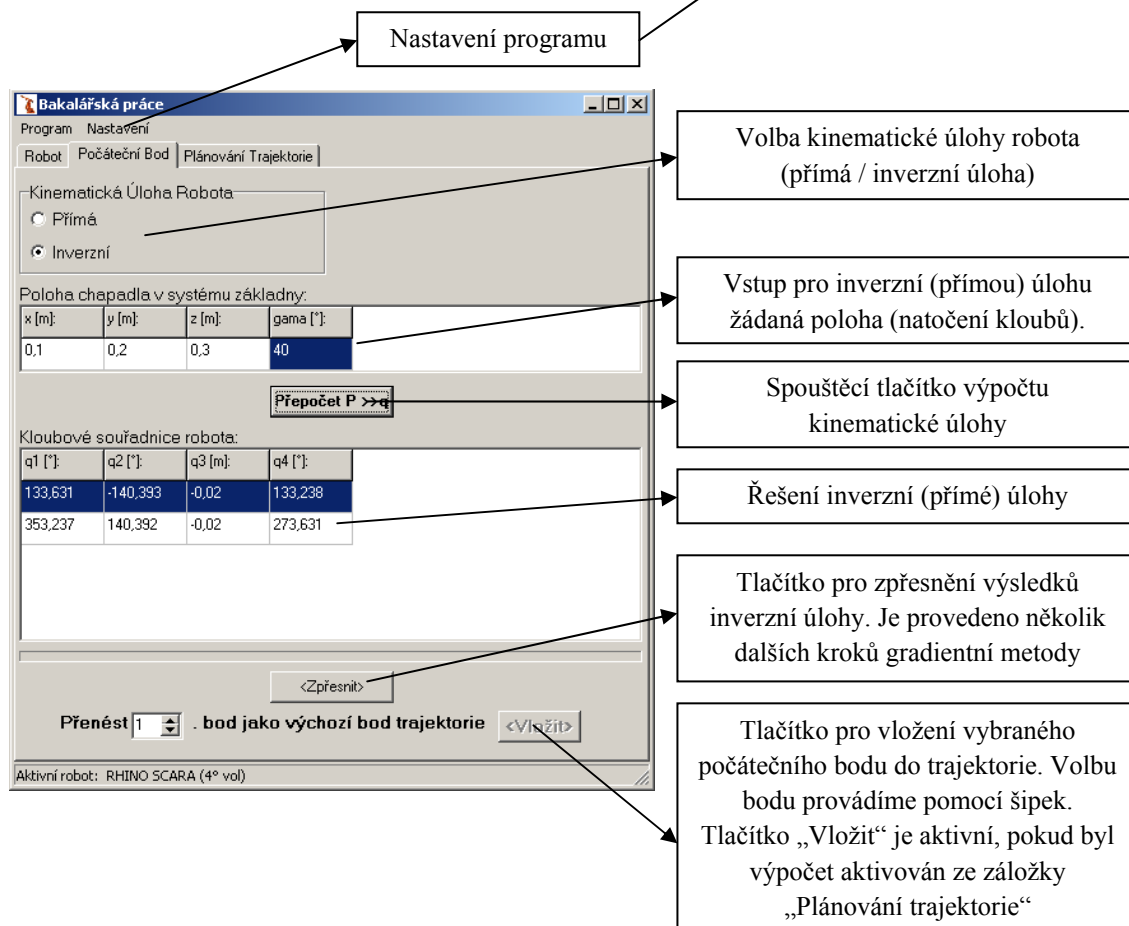 Nastavení programu
Bakalářská práce
Program Nastavení
Robot Počáteční Bod Plánování Trajektorie
Kinematická Úloha Robota
Přímá
Inverzní
Poloha chapadla v systému základny:
x [m]: y [m]: z [m]: gama [°]:
0,1 0,2 0,3 40
Přepočet P >>q
Kloubové souřadnice robota:
q1 [°]: q2 [°]: q3 [m]: q4 [°]:
133,631 -140,393 -0,02 133,238
353,237 140,392 -0,02 273,631
<Zpřesnit>
Přenést 1 . bod jako výchozí bod trajektorie <Vložit>
Aktivní robot: RHINO SCARA (4° vol)
Volba kinematické úlohy robota
(přímá / inverzní úloha)
Vstup pro inverzní (přímou) úlohu
žádaná poloha (natočení kloubů).
Spouštěcí tlačítko výpočtu
kinematické úlohy
Řešení inverzní (přímé) úlohy
Tlačítko pro zpřesnění výsledků
inverzní úlohy. Je provedeno několik
dalších kroků gradientní metody
Tlačítko pro vložení vybraného
počátečního bodu do trajektorie. Volbu
bodu provádíme pomocí šipek.
Tlačítko „Vložit“ je aktivní, pokud byl
výpočet aktivován ze záložky
„Plánování trajektorie“